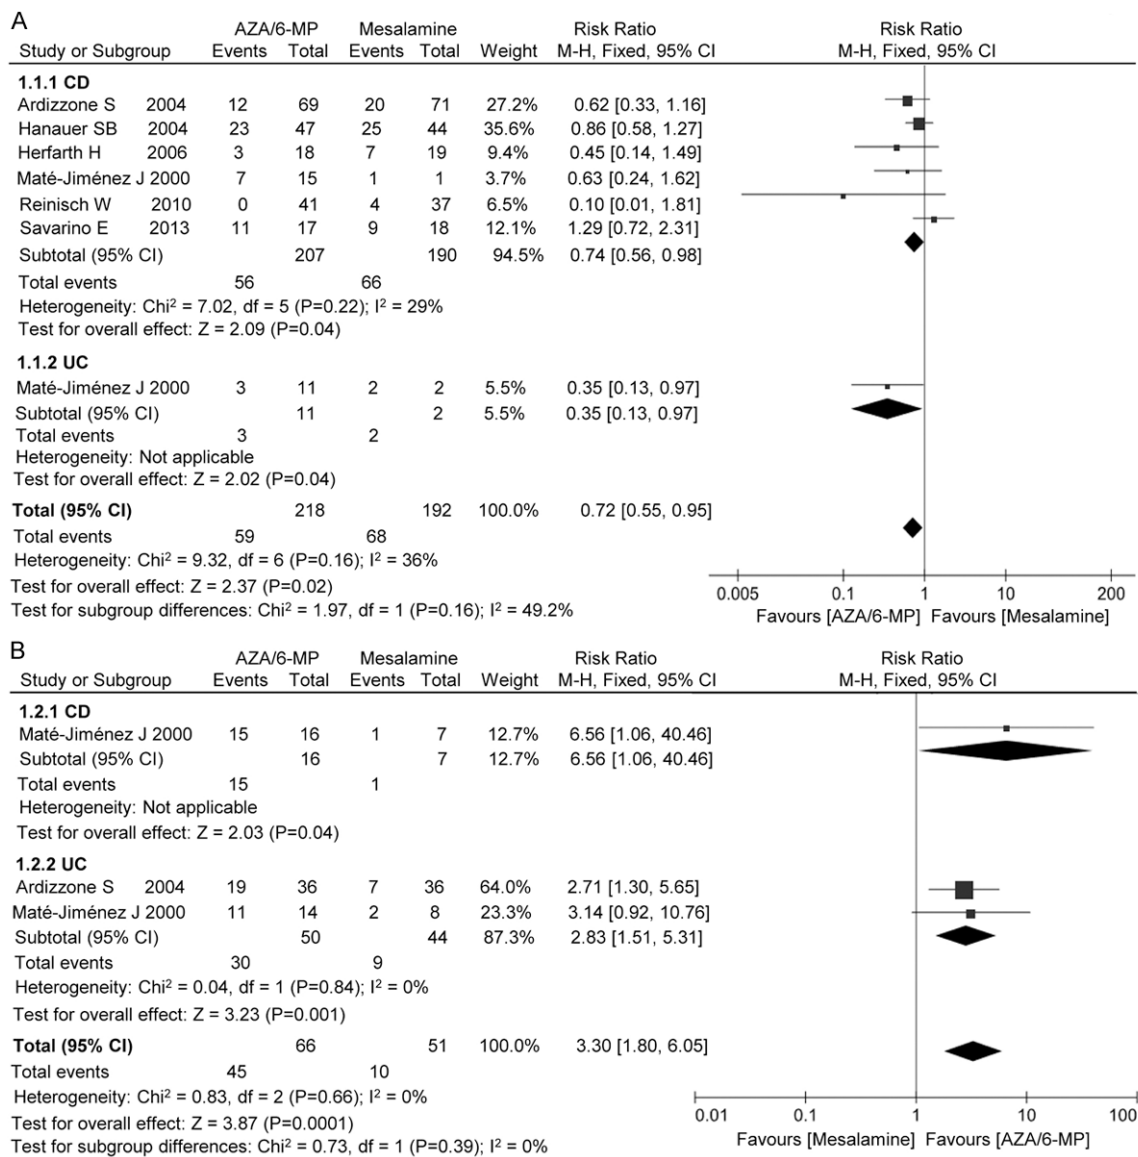 A
AZA/6-MP Mesalamine Risk Ratio Risk Ratio
Study or Subgroup Events Total Events Total Weight M-H, Fixed, 95% CI M-H, Fixed, 95% CI
1.1.1 CD
Ardizzone S 2004 12 69 20 71 27.2% 0.62 [0.33, 1.16]
Hanauer SB 2004 23 47 25 44 35.6% 0.86 [0.58, 1.27]
Herfarth H 2006 3 18 7 19 9.4% 0.45 [0.14, 1.49]
Maté-Jiménez J 2000 7 15 1 1 3.7% 0.63 [0.24, 1.62]
Reinisch W 2010 0 41 4 37 6.5% 0.10 [0.01, 1.81]
Savarino E 2013 11 17 9 18 12.1% 1.29 [0.72, 2.31]
Subtotal (95% CI) 207 190 94.5% 0.74 [0.56, 0.98]
Total events 56 66
Heterogeneity: Chi² = 7.02, df = 5 (P=0.22); I² = 29%
Test for overall effect: Z = 2.09 (P=0.04)
1.1.2 UC
Maté-Jiménez J 2000 3 11 2 2 5.5% 0.35 [0.13, 0.97]
Subtotal (95% CI) 11 2 5.5% 0.35 [0.13, 0.97]
Total events 3 2
Heterogeneity: Not applicable
Test for overall effect: Z = 2.02 (P=0.04)
Total (95% CI) 218 192 100.0% 0.72 [0.55, 0.95]
Total events 59 68
Heterogeneity: Chi² = 9.32, df = 6 (P=0.16); I² = 36%
Test for overall effect: Z = 2.37 (P=0.02)
Test for subgroup differences: Chi² = 1.97, df = 1 (P=0.16); I² = 49.2%
0.005 0.1 1 10 200
Favours [AZA/6-MP] Favours [Mesalamine]
B
AZA/6-MP Mesalamine Risk Ratio Risk Ratio
Study or Subgroup Events Total Events Total Weight M-H, Fixed, 95% CI M-H, Fixed, 95% CI
1.2.1 CD
Maté-Jiménez J 2000 15 16 1 7 12.7% 6.56 [1.06, 40.46]
Subtotal (95% CI) 16 7 12.7% 6.56 [1.06, 40.46]
Total events 15 1
Heterogeneity: Not applicable
Test for overall effect: Z = 2.03 (P=0.04)
1.2.2 UC
Ardizzone S 2004 19 36 7 36 64.0% 2.71 [1.30, 5.65]
Maté-Jiménez J 2000 11 14 2 8 23.3% 3.14 [0.92, 10.76]
Subtotal (95% CI) 50 44 87.3% 2.83 [1.51, 5.31]
Total events 30 9
Heterogeneity: Chi² = 0.04, df = 1 (P=0.84); I² = 0%
Test for overall effect: Z = 3.23 (P=0.001)
Total (95% CI) 66 51 100.0% 3.30 [1.80, 6.05]
Total events 45 10
Heterogeneity: Chi² = 0.83, df = 2 (P=0.66); I² = 0%
Test for overall effect: Z = 3.87 (P=0.0001)
Test for subgroup differences: Chi² = 0.73, df = 1 (P=0.39); I² = 0%
0.01 0.1 1 10 100
Favours [Mesalamine] Favours [AZA/6-MP]